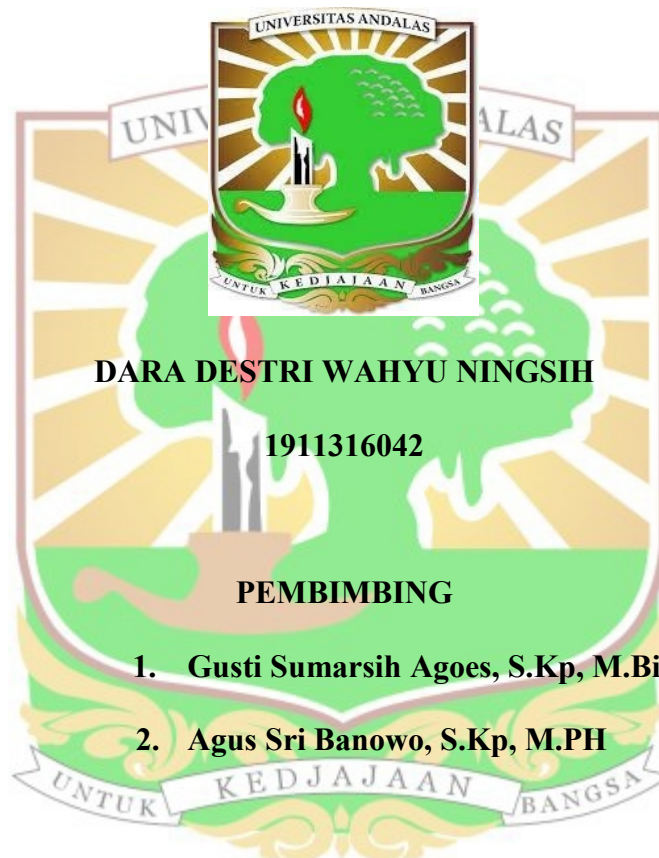 UNIVERSITAS ANDALAS
UNTUK KEDJAJAAN BANGSA
DARA DESTRI WAHYU NINGSIH
1911316042
PEMBIMBING
1. Gusti Sumarsih Agoes, S.Kp, M.Bi
2. Agus Sri Banowo, S.Kp, M.PH
UNTUK KEDJAJAAN BANGSA